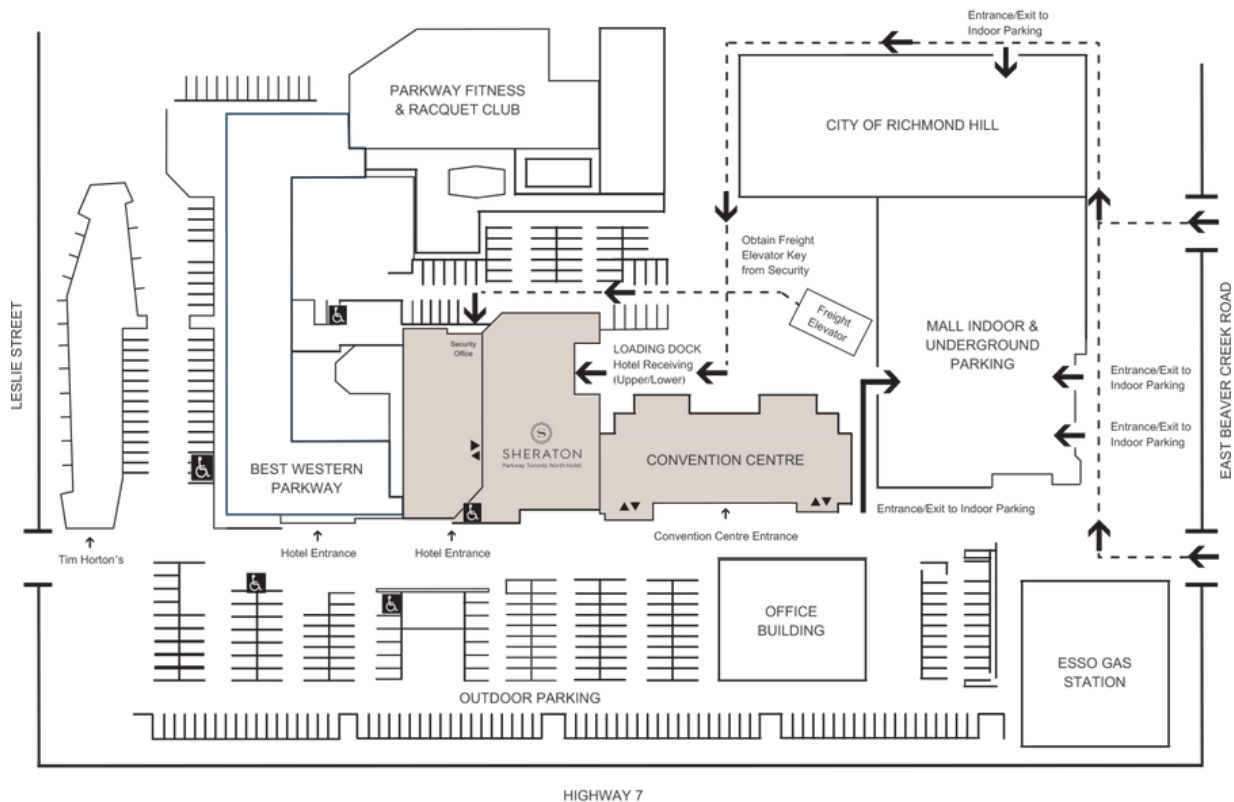 Entrance/Exit to
Indoor Parking
PARKWAY FITNESS
& RACQUET CLUB
CITY OF RICHMOND HILL
Obtain Freight
Elevator Key
from Security
Freight
Elevator
MALL INDOOR &
UNDERGROUND
PARKING
Security
Office
LOADING DOCK
Hotel Receiving
(Upper/Lower)
Entrance/Exit to
Indoor Parking
Entrance/Exit to
Indoor Parking
LESLIE STREET
EAST BEAVER CREEK ROAD
S
SHERATON
Parkway Toronto North Hotel
CONVENTION CENTRE
BEST WESTERN
PARKWAY
Entrance/Exit to Indoor Parking
Tim Horton's
Hotel Entrance
Hotel Entrance
Convention Centre Entrance
OFFICE
BUILDING
ESSO GAS
STATION
OUTDOOR PARKING
HIGHWAY 7